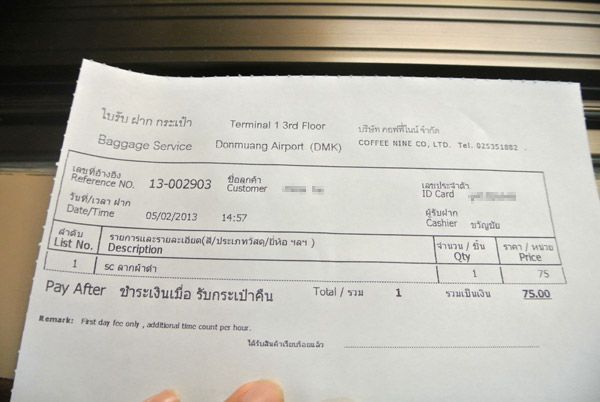 ใบรับ ฝาก กระเป๋า Terminal 1 3rd Floor บริษัท คอฟฟี่ไนน์ จำกัด
Baggage Service Donmuang Airport (DMK) COFFEE NINE CO, LTD. Tel. 025351882 .
เลขที่อ้างอิง ชื่อลูกค้า เลขประจำตัว
Reference NO. 13-002903 Customer ID Card
วันที่/เวลา ฝาก ผู้รับฝาก
Date/Time 05/02/2013 14:57 Cashier ขวัญชัย
ลำดับ รายการและรายละเอียด(สี/ประเภทวัสดุ/ยี่ห้อ ฯลฯ ) จำนวน / ชิ้น ราคา / หน่วย
List No. Description Qty Price
1 sc ลากผ้าดำ 1 75
Pay After ชำระเงินเมื่อ รับกระเป๋าคืน Total / รวม 1 รวมเป็นเงิน 75.00
Remark: First day fee only , additional time count per hour.
ได้รับสินค้าเรียบร้อยแล้ว